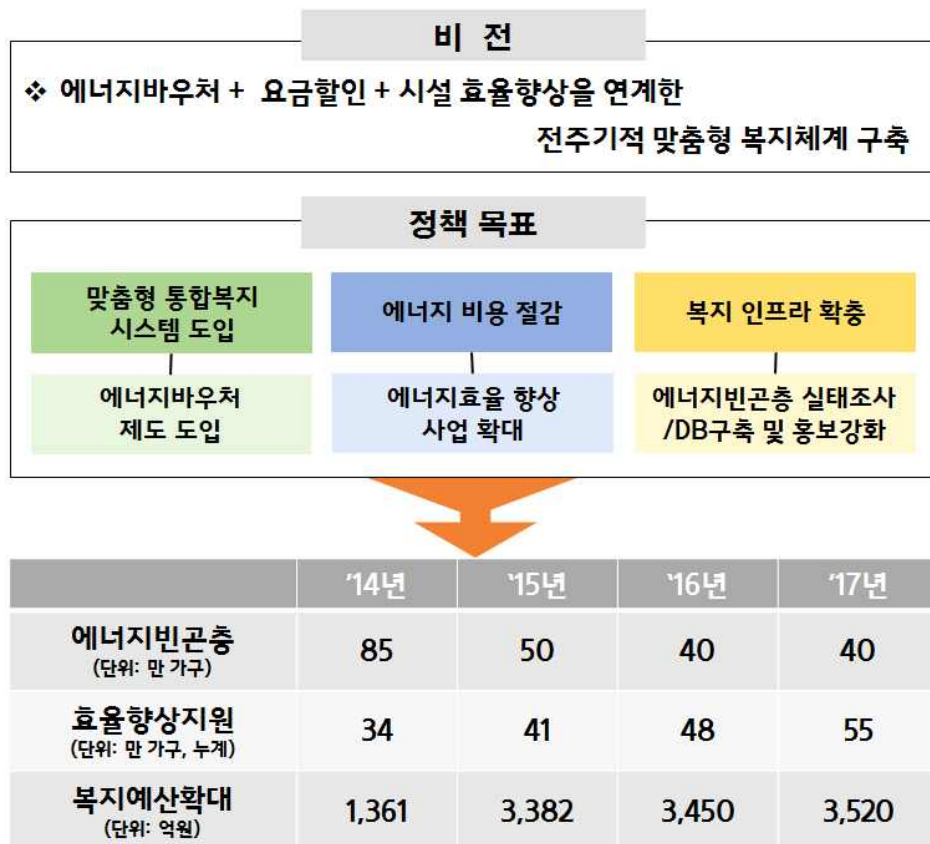 비 전
❖ 에너지바우처 + 요금할인 + 시설 효율향상을 연계한
전주기적 맞춤형 복지체계 구축
정책 목표
맞춤형 통합복지
시스템 도입
에너지 비용 절감
복지 인프라 확충
에너지바우처
제도 도입
에너지효율 향상
사업 확대
에너지빈곤층 실태조사
/DB구축 및 홍보강화
'14년 '15년 '16년 '17년
에너지빈곤층
(단위: 만 가구)
85 50 40 40
효율향상지원
(단위: 만 가구, 누계)
34 41 48 55
복지예산확대
(단위: 억원)
1,361 3,382 3,450 3,520